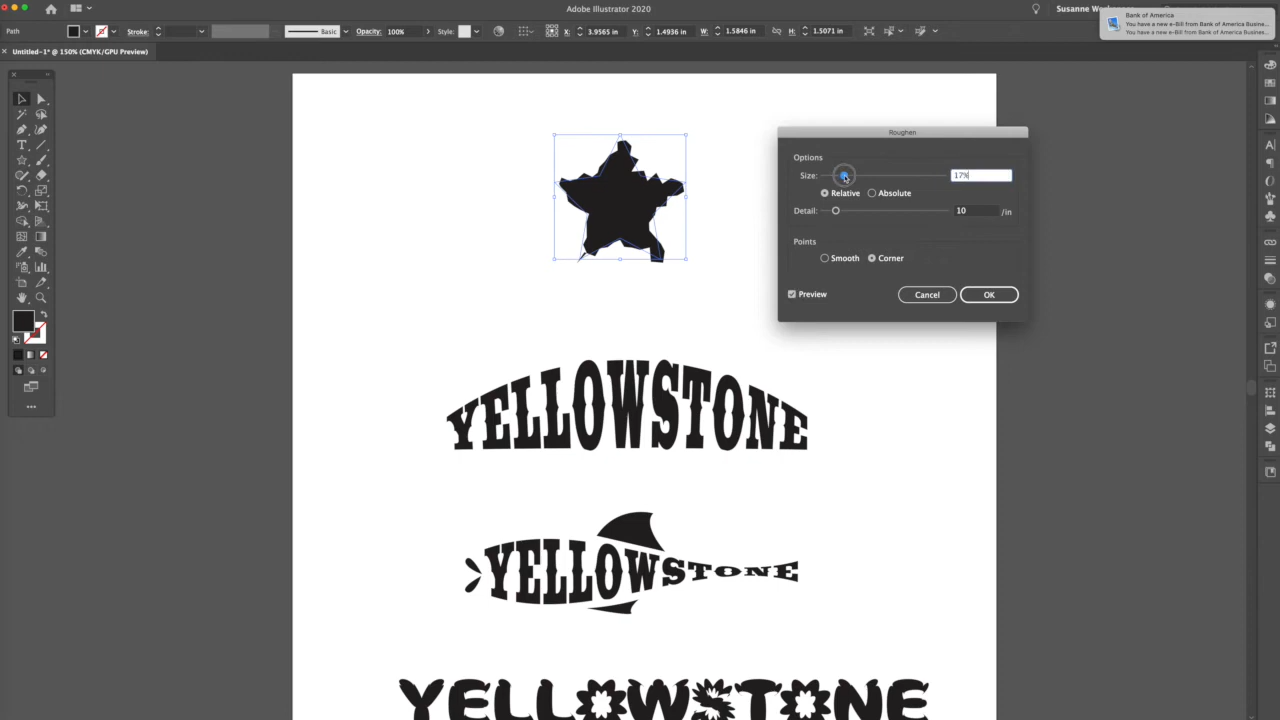 Adobe Illustrator 2020
Bank of America
You have a new e-Bill from Bank of America Busine...
You have a new e-Bill from Bank of America Busine...
Path
Stroke:
Basic
Opacity: 100%
Style:
X: 3.9565 in
Y: 1.4936 in
W: 1.5846 in
H: 1.5071 in
Untitled-1* @ 150% (CMYK/GPU Preview)
Roughen
Options
Size:
17%
Relative
Absolute
Detail:
10
/in
Points
Smooth
Corner
Preview
Cancel
OK
YELLOWSTONE
YELLOWSTONE
YELLOWSTONE